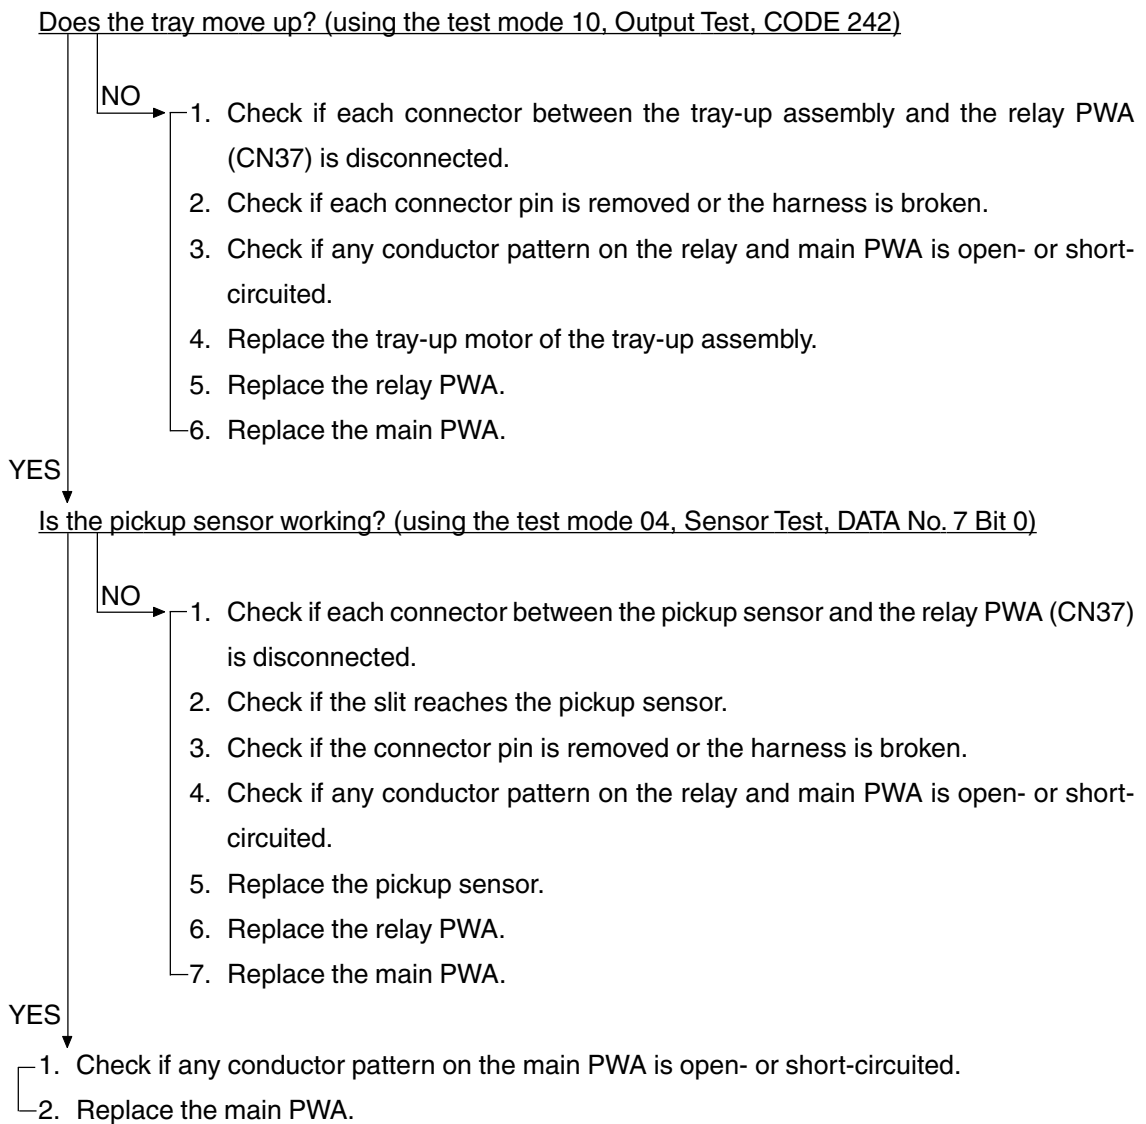 Does the tray move up? (using the test mode 10, Output Test, CODE 242)
NO
1. Check if each connector between the tray-up assembly and the relay PWA
(CN37) is disconnected.
2. Check if each connector pin is removed or the harness is broken.
3. Check if any conductor pattern on the relay and main PWA is open- or short-
circuited.
4. Replace the tray-up motor of the tray-up assembly.
5. Replace the relay PWA.
6. Replace the main PWA.
YES
Is the pickup sensor working? (using the test mode 04, Sensor Test, DATA No. 7 Bit 0)
NO
1. Check if each connector between the pickup sensor and the relay PWA (CN37)
is disconnected.
2. Check if the slit reaches the pickup sensor.
3. Check if the connector pin is removed or the harness is broken.
4. Check if any conductor pattern on the relay and main PWA is open- or short-
circuited.
5. Replace the pickup sensor.
6. Replace the relay PWA.
7. Replace the main PWA.
YES
1. Check if any conductor pattern on the main PWA is open- or short-circuited.
2. Replace the main PWA.